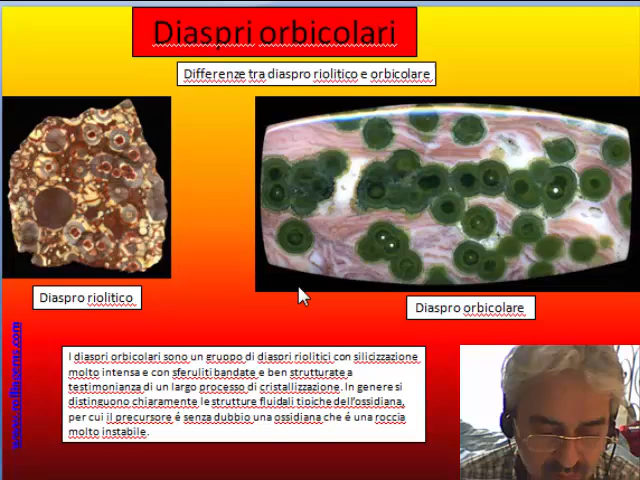 Diaspri orbicolari
Differenze tra diaspro riolitico e orbicolare
Diaspro riolitico
Diaspro orbicolare
I diaspri orbicolari sono un gruppo di diaspri riolitici con silicizzazione
molto intensa e con sferuliti bandate e ben strutturate a
testimonianza di un largo processo di cristallizzazione. In genere si
distinguono chiaramente le strutture fluidali tipiche dell'ossidiana,
per cui il precursore é senza dubbio una ossidiana che é una roccia
molto instabile.